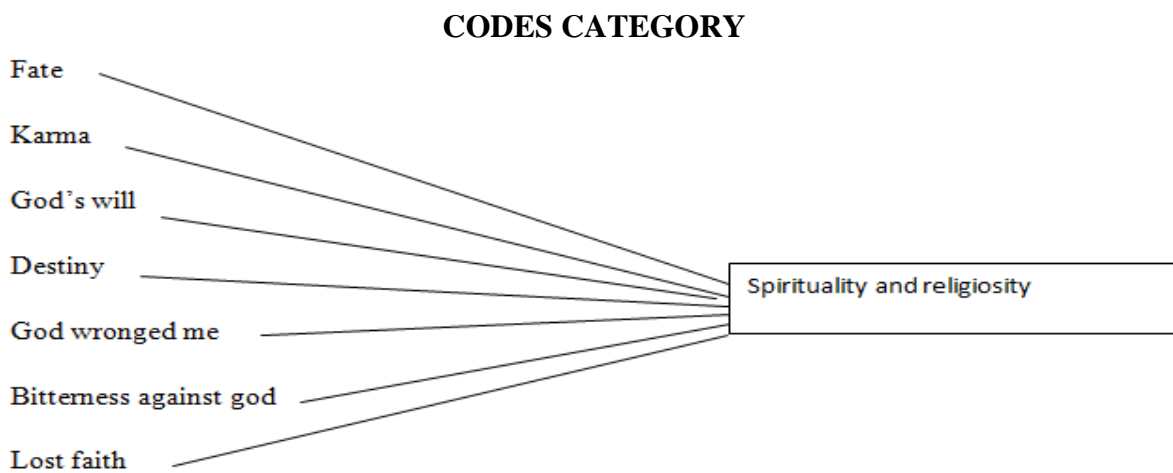 CODES CATEGORY
Fate
Karma
God’s will
Destiny
Spirituality and religiosity
God wronged me
Bitterness against god
Lost faith